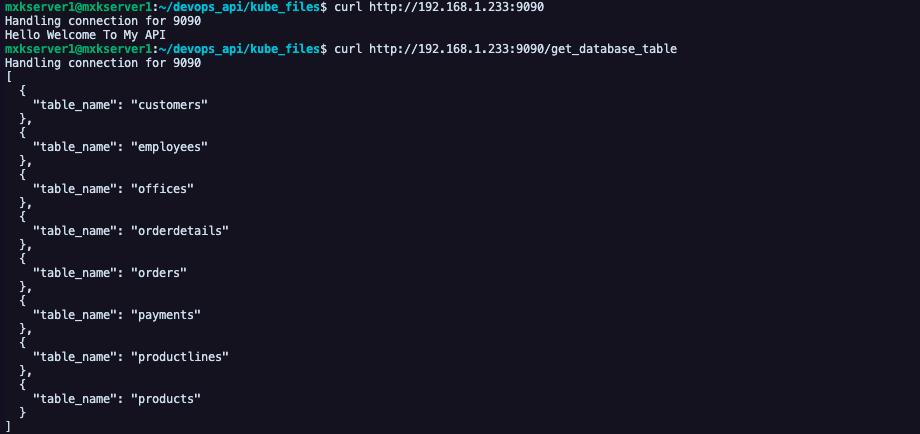 mxkserver1@mxkserver1:~/devops_api/kube_files$ curl http://192.168.1.233:9090
Handling connection for 9090
Hello Welcome To My API
mxkserver1@mxkserver1:~/devops_api/kube_files$ curl http://192.168.1.233:9090/get_database_table
Handling connection for 9090
[
  {
    "table_name": "customers"
  },
  {
    "table_name": "employees"
  },
  {
    "table_name": "offices"
  },
  {
    "table_name": "orderdetails"
  },
  {
    "table_name": "orders"
  },
  {
    "table_name": "payments"
  },
  {
    "table_name": "productlines"
  },
  {
    "table_name": "products"
  }
]